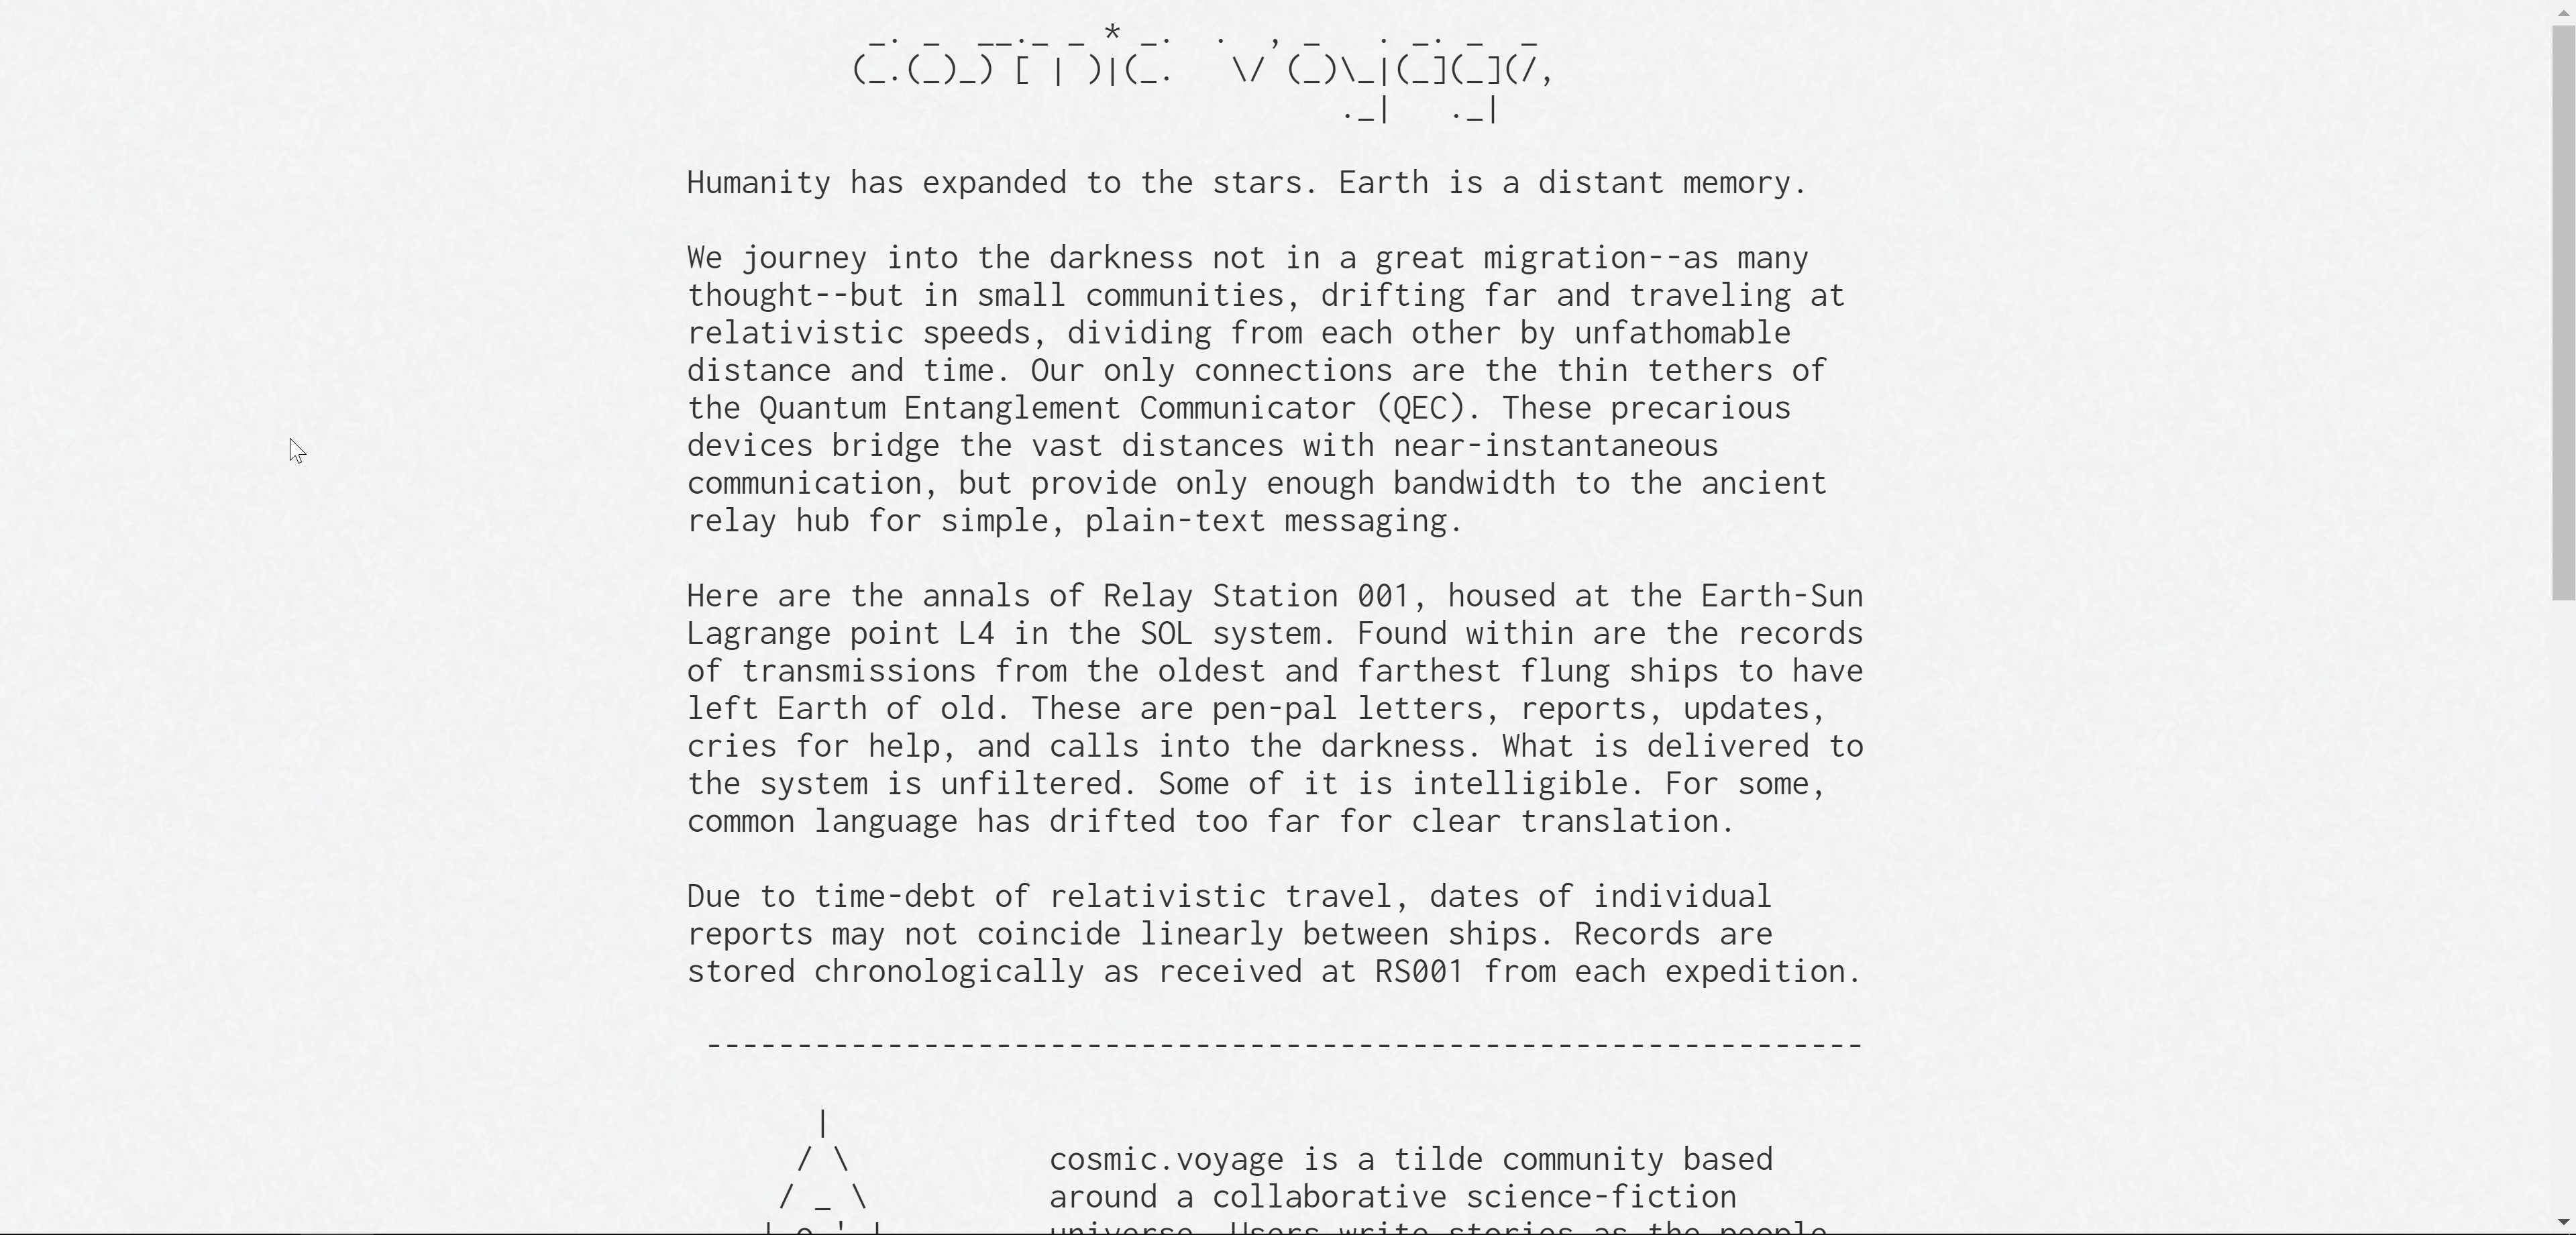 _. _  __._ _ * _.  .  , _   . _. _  _
(_.(_)_) [ | )|(_.   \/ (_)\_|(_](_](/,
                           ._|   ._|
Humanity has expanded to the stars. Earth is a distant memory.
We journey into the darkness not in a great migration--as many
thought--but in small communities, drifting far and traveling at
relativistic speeds, dividing from each other by unfathomable
distance and time. Our only connections are the thin tethers of
the Quantum Entanglement Communicator (QEC). These precarious
devices bridge the vast distances with near-instantaneous
communication, but provide only enough bandwidth to the ancient
relay hub for simple, plain-text messaging.
Here are the annals of Relay Station 001, housed at the Earth-Sun
Lagrange point L4 in the SOL system. Found within are the records
of transmissions from the oldest and farthest flung ships to have
left Earth of old. These are pen-pal letters, reports, updates,
cries for help, and calls into the darkness. What is delivered to
the system is unfiltered. Some of it is intelligible. For some,
common language has drifted too far for clear translation.
Due to time-debt of relativistic travel, dates of individual
reports may not coincide linearly between ships. Records are
stored chronologically as received at RS001 from each expedition.
----------------------------------------------------------------
cosmic.voyage is a tilde community based
around a collaborative science-fiction
universe. Users write stories as the people